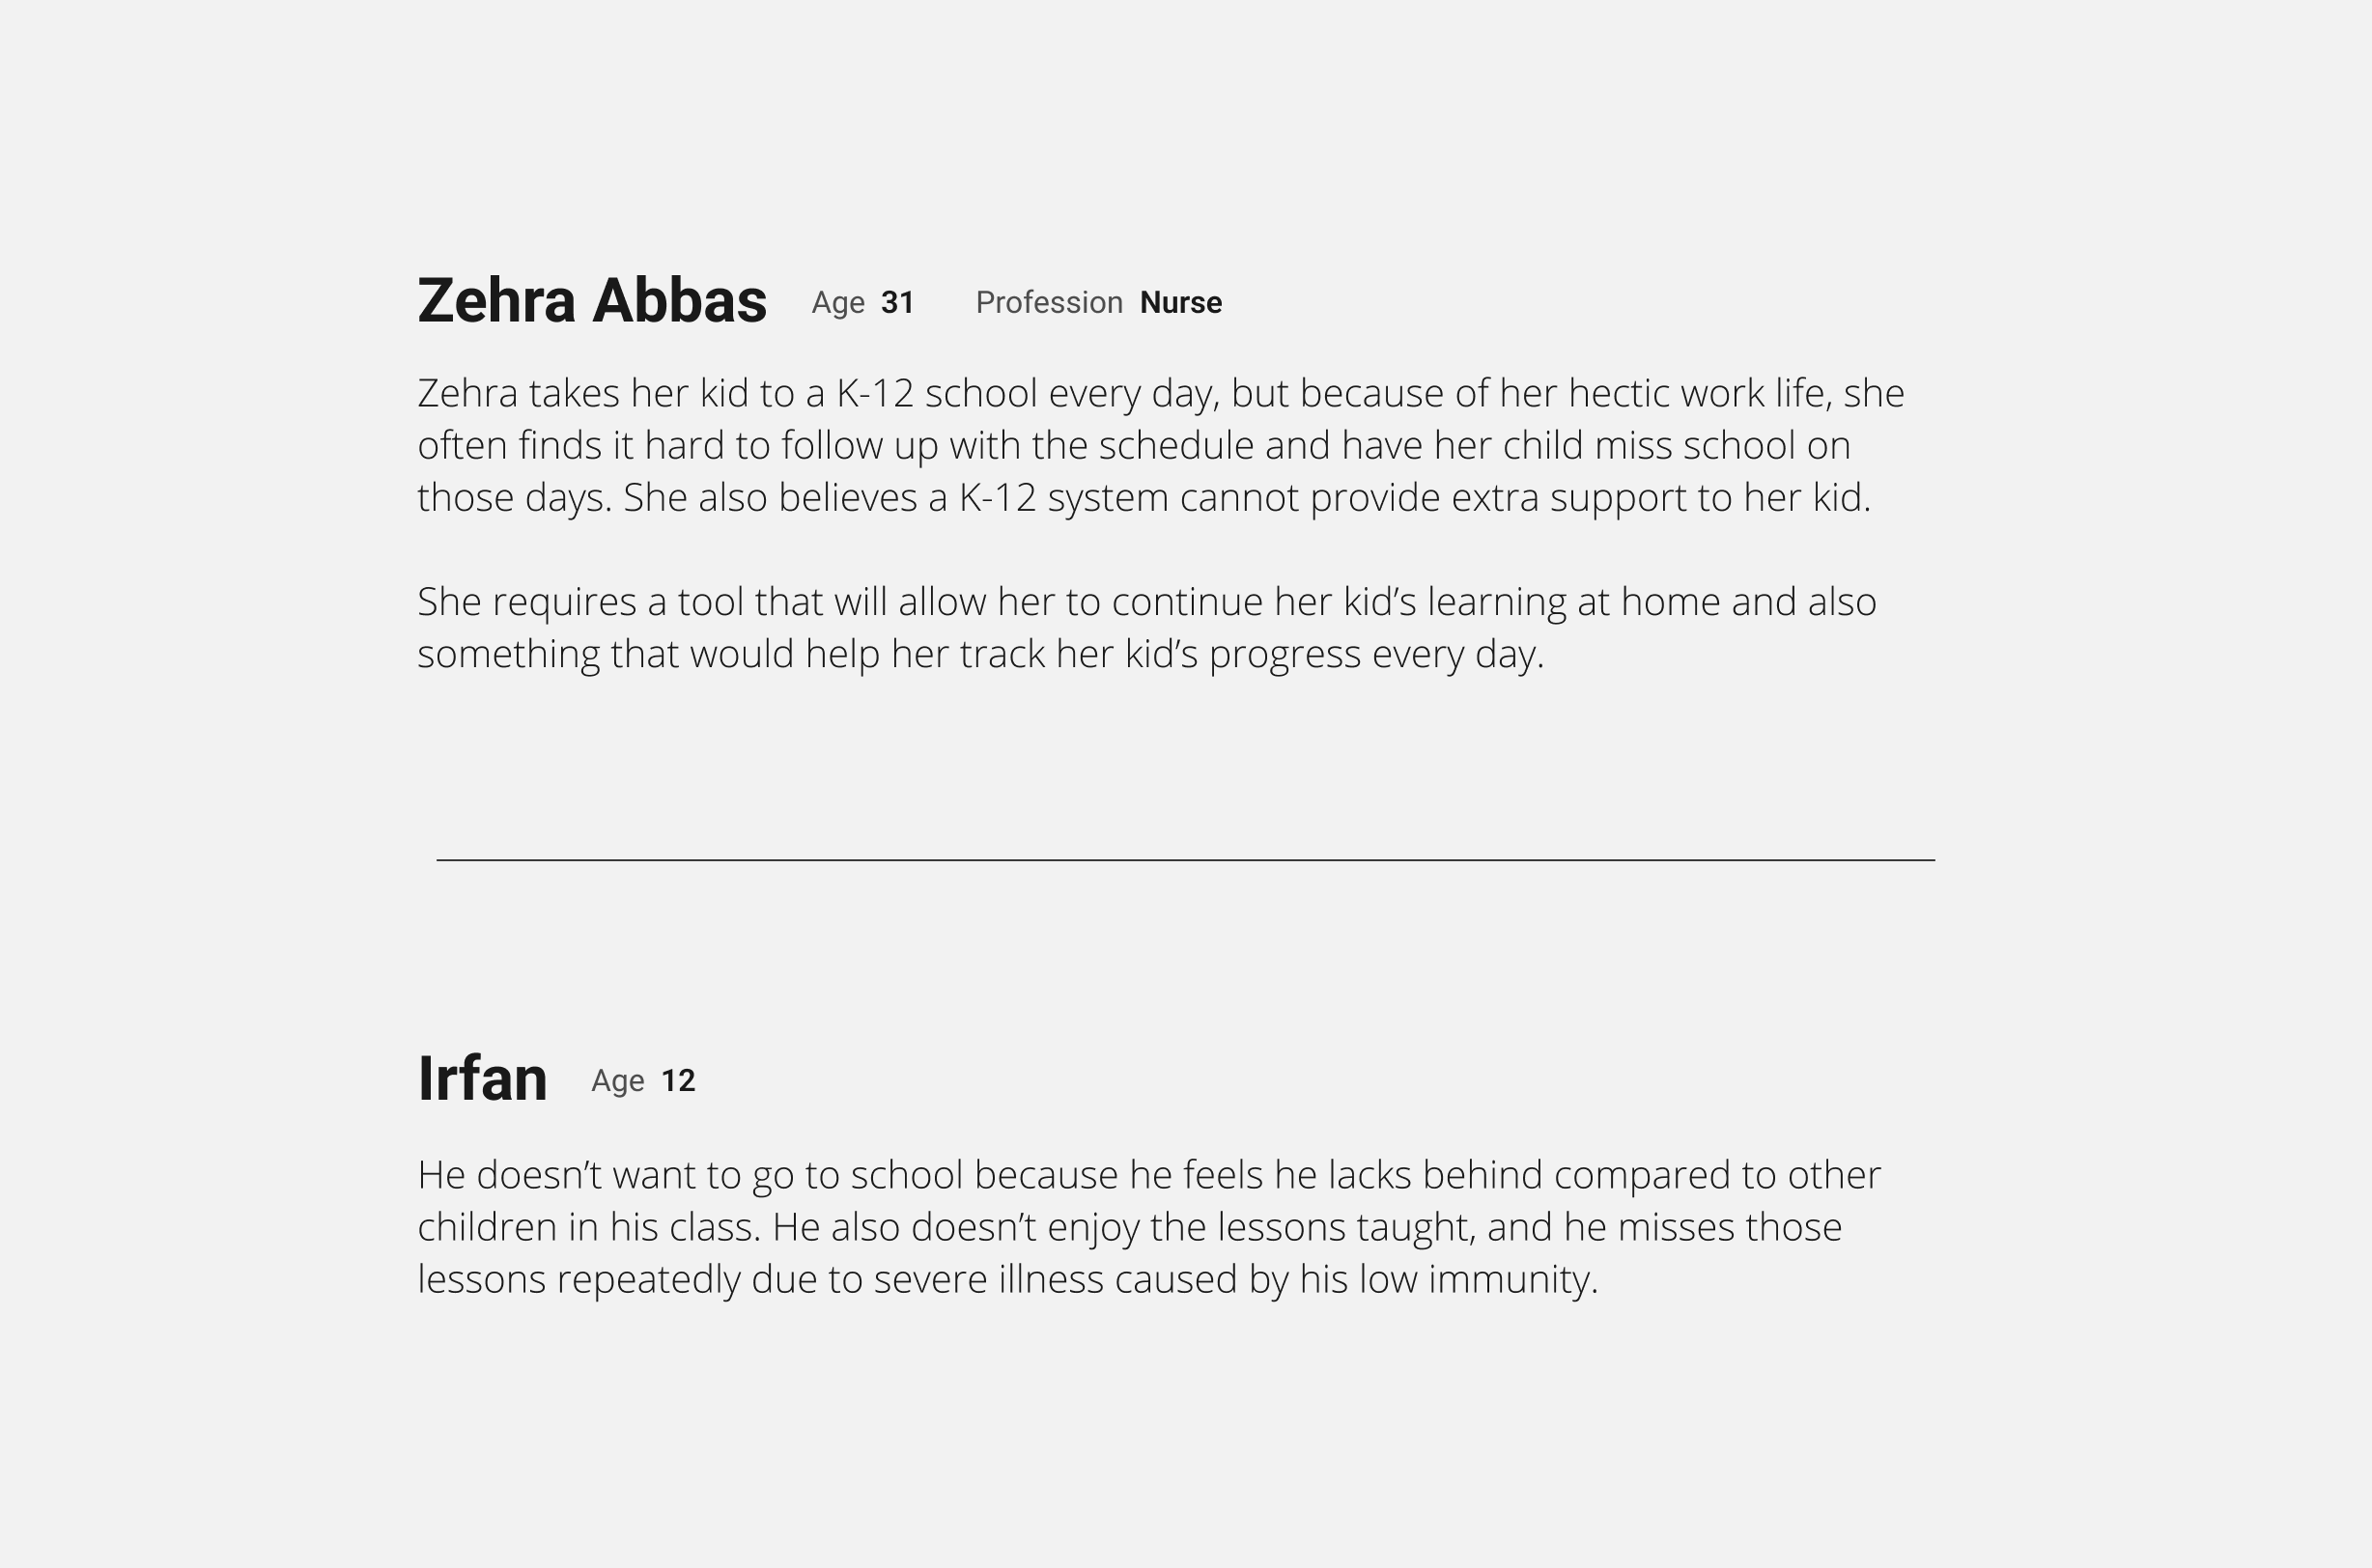 Zehra Abbas Age 31 Profession Nurse
Zehra takes her kid to a K-12 school every day, but because of her hectic work life, she
often finds it hard to follow up with the schedule and have her child miss school on
those days. She also believes a K-12 system cannot provide extra support to her kid.
She requires a tool that will allow her to continue her kid’s learning at home and also
something that would help her track her kid’s progress every day.
Irfan Age 12
He doesn’t want to go to school because he feels he lacks behind compared to other
children in his class. He also doesn’t enjoy the lessons taught, and he misses those
lessons repeatedly due to severe illness caused by his low immunity.